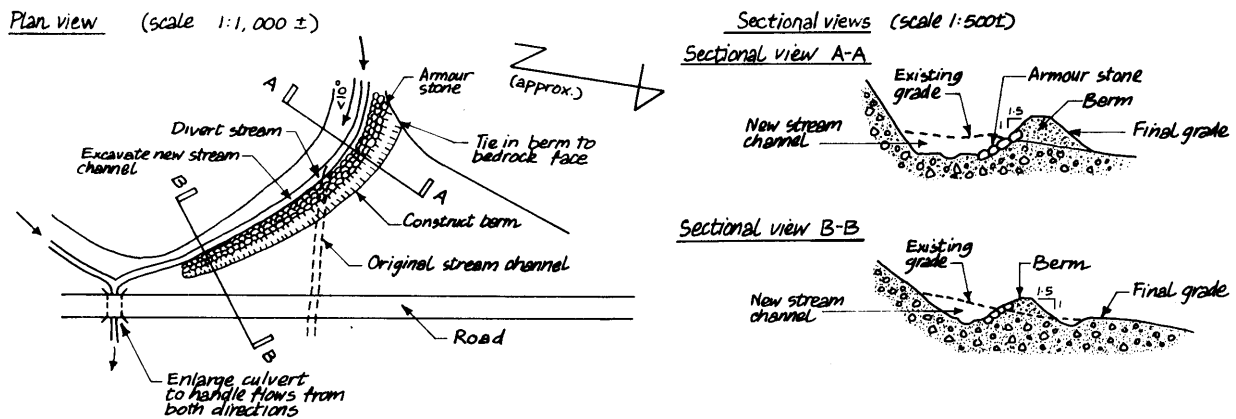 Plan view (scale 1:1,000 ±)
A
<10°
Armour
stone
Divert stream
Excavate new stream
channel
B
Tie in berm to
bedrock face
A
Construct berm
Original stream channel
Road
B
Enlarge culvert
to handle flows from
both directions
(approx.)
Sectional views (scale 1:500±)
Sectional view A-A
Existing
grade
Armour stone
1.5
1
Berm
New stream
channel
Final grade
Sectional view B-B
Existing
grade
Berm
1.5
1
New stream
channel
Final grade